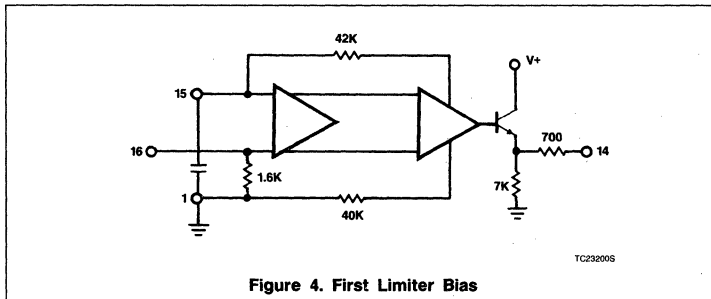 42K
V+
15
16
700
14
1.6K
7K
1
40K
TC23200S
Figure 4. First Limiter Bias